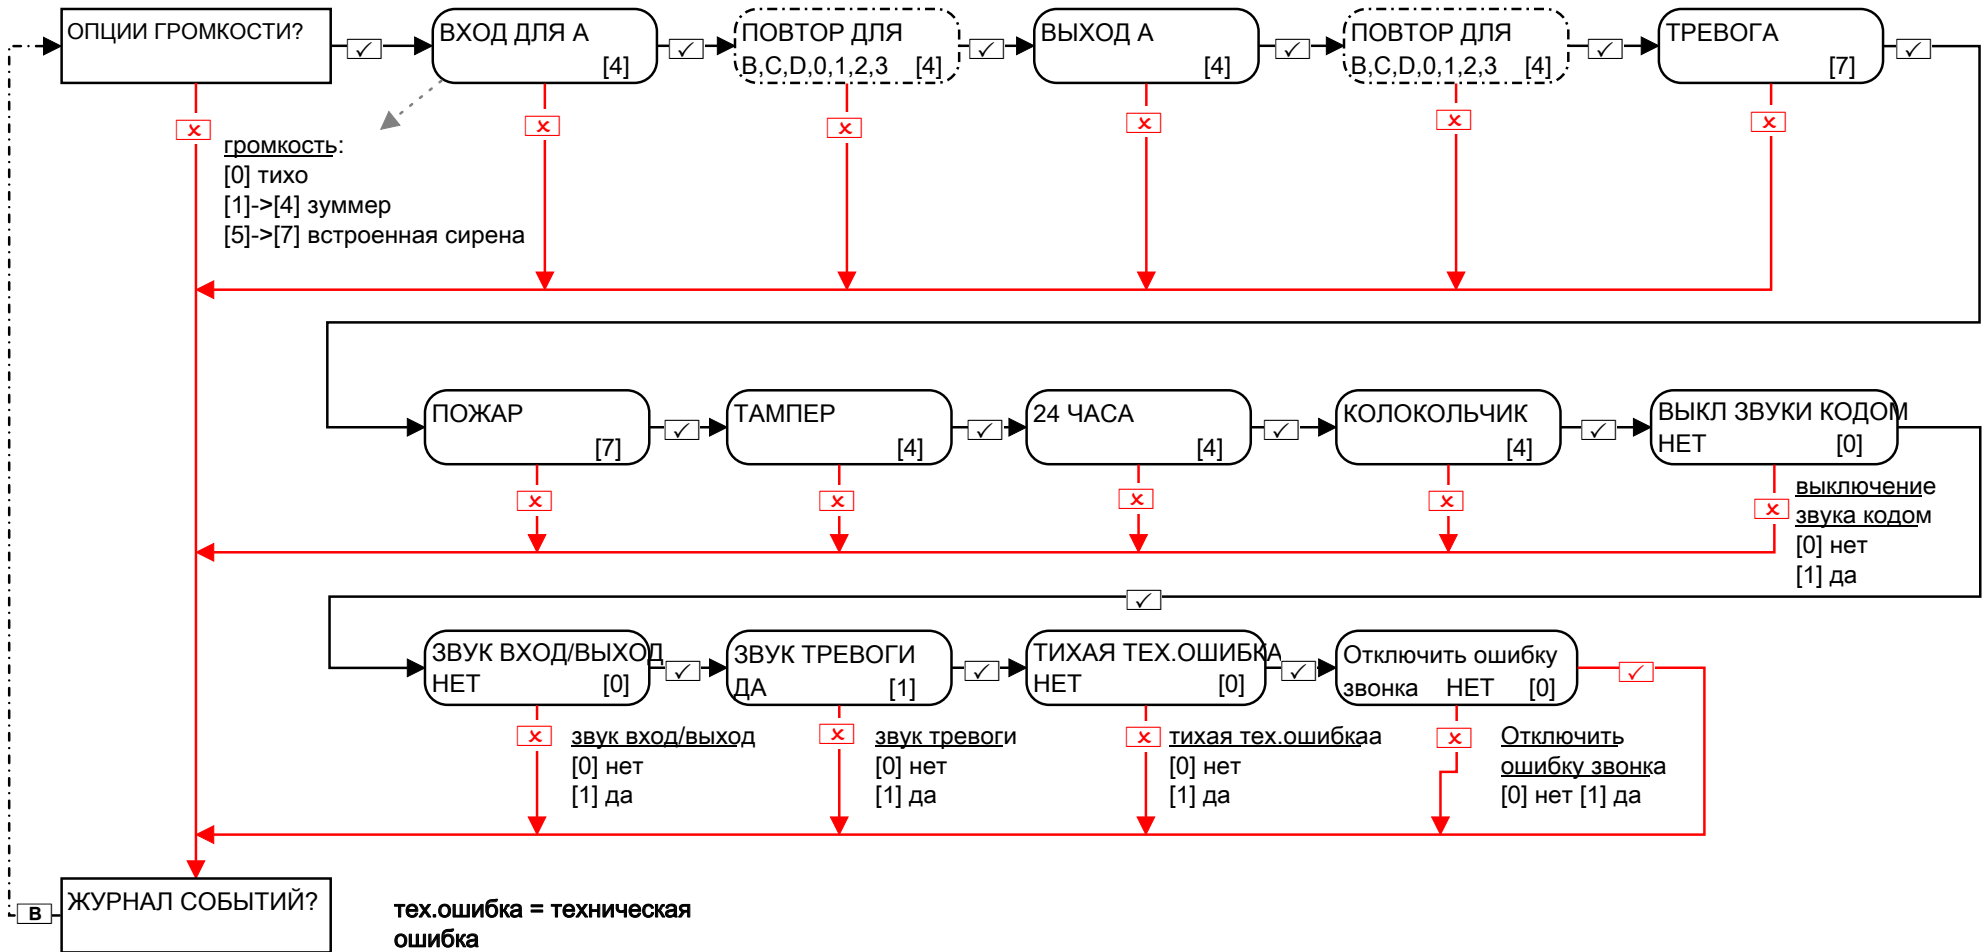 ОПЦИИ ГРОМКОСТИ?
✓
ВХОД ДЛЯ A
[4]
✓
ПОВТОР ДЛЯ
B,C,D,0,1,2,3 [4]
✓
ВЫХОД A
[4]
✓
ПОВТОР ДЛЯ
B,C,D,0,1,2,3 [4]
✓
ТРЕВОГА
[7]
✓
x
x
x
x
x
x
громкость:
[0] тихо
[1]->[4] зуммер
[5]->[7] встроенная сирена
ПОЖАР
[7]
✓
ТАМПЕР
[4]
✓
24 ЧАСА
[4]
✓
КОЛОКОЛЬЧИК
[4]
✓
ВЫКЛ ЗВУКИ КОДОМ
НЕТ [0]
x
x
x
x
x
выключение
звука кодом
[0] нет
[1] да
✓
ЗВУК ВХОД/ВЫХОД
НЕТ [0]
✓
ЗВУК ТРЕВОГИ
ДА [1]
✓
ТИХАЯ ТЕХ.ОШИБКА
НЕТ [0]
✓
Отключить ошибку
звонка НЕТ [0]
✓
x
звук вход/выход
[0] нет
[1] да
x
звук тревоги
[0] нет
[1] да
x
тихая тех.ошибкаа
[0] нет
[1] да
x
Отключить
ошибку звонка
[0] нет [1] да
B
ЖУРНАЛ СОБЫТИЙ?
тех.ошибка = техническая
ошибка